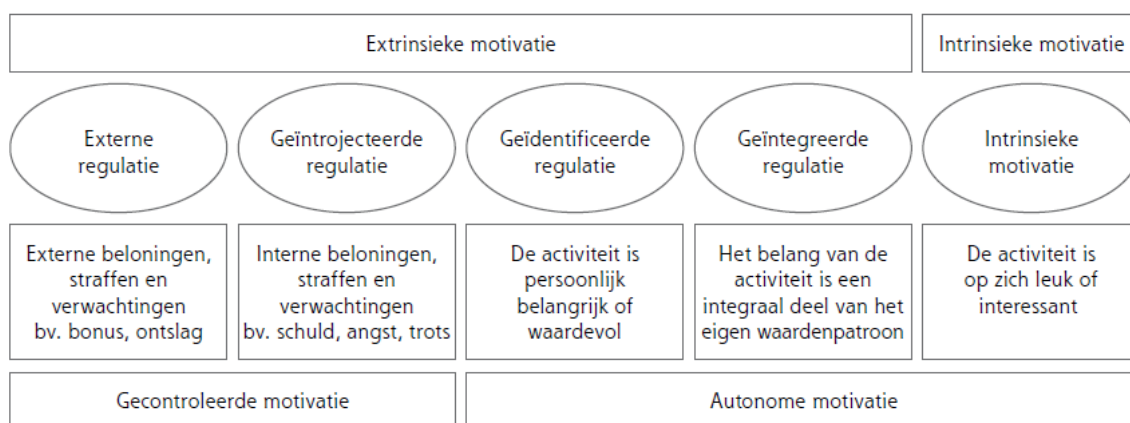 Extrinsieke motivatie
Intrinsieke motivatie
Externe
regulatie
Geïntrojecteerde
regulatie
Geïdentificeerde
regulatie
Geïntegreerde
regulatie
Intrinsieke
motivatie
Externe beloningen,
straffen en
verwachtingen
bv. bonus, ontslag
Interne beloningen,
straffen en
verwachtingen
bv. schuld, angst, trots
De activiteit is
persoonlijk
belangrijk of
waardevol
Het belang van de
activiteit is een
integraal deel van het
eigen waardenpatroon
De activiteit is
op zich leuk of
interessant
Gecontroleerde motivatie
Autonome motivatie